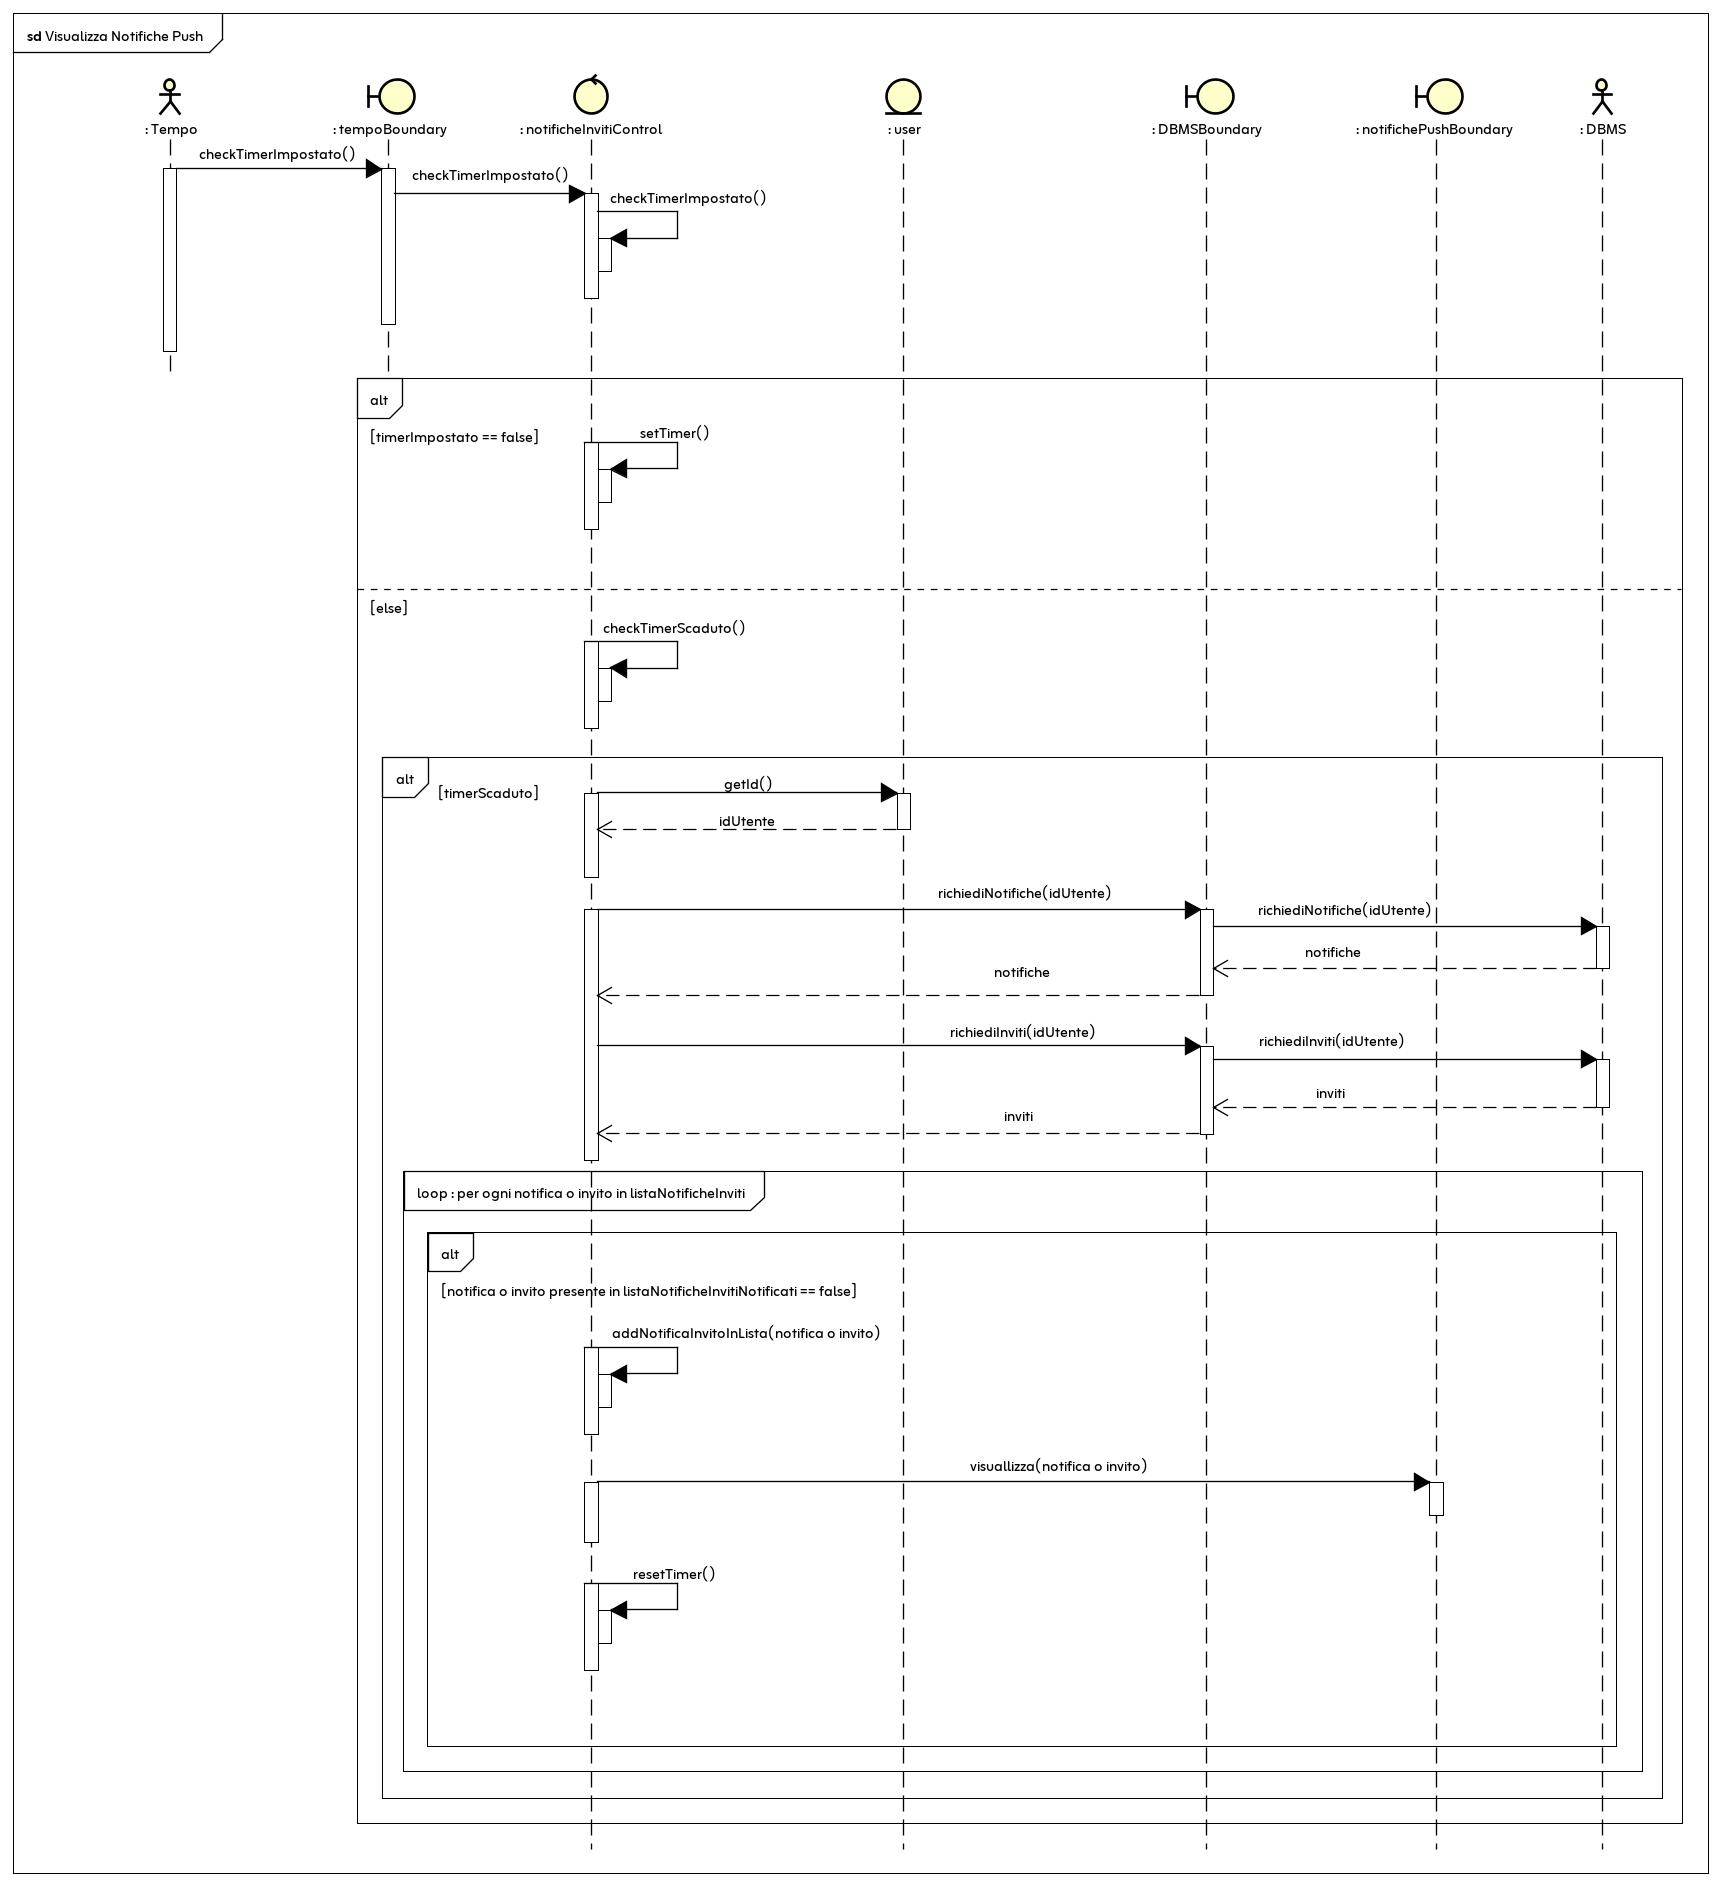 sd Visualizza Notifiche Push
: Tempo
: tempoBoundary
: notificheInvitiControl
: user
: DBMSBoundary
: notifichePushBoundary
: DBMS
checkTimerImpostato()
checkTimerImpostato()
checkTimerImpostato()
alt
[timerImpostato == false]
setTimer()
[else]
checkTimerScaduto()
alt
[timerScaduto]
getId()
idUtente
richiediNotifiche(idUtente)
richiediNotifiche(idUtente)
notifiche
notifiche
richiediInviti(idUtente)
richiediInviti(idUtente)
inviti
inviti
loop : per ogni notifica o invito in listaNotificheInviti
alt
[notifica o invito presente in listaNotificheInvitiNotificati == false]
addNotificaInvitoInLista(notifica o invito)
visuallizza(notifica o invito)
resetTimer()